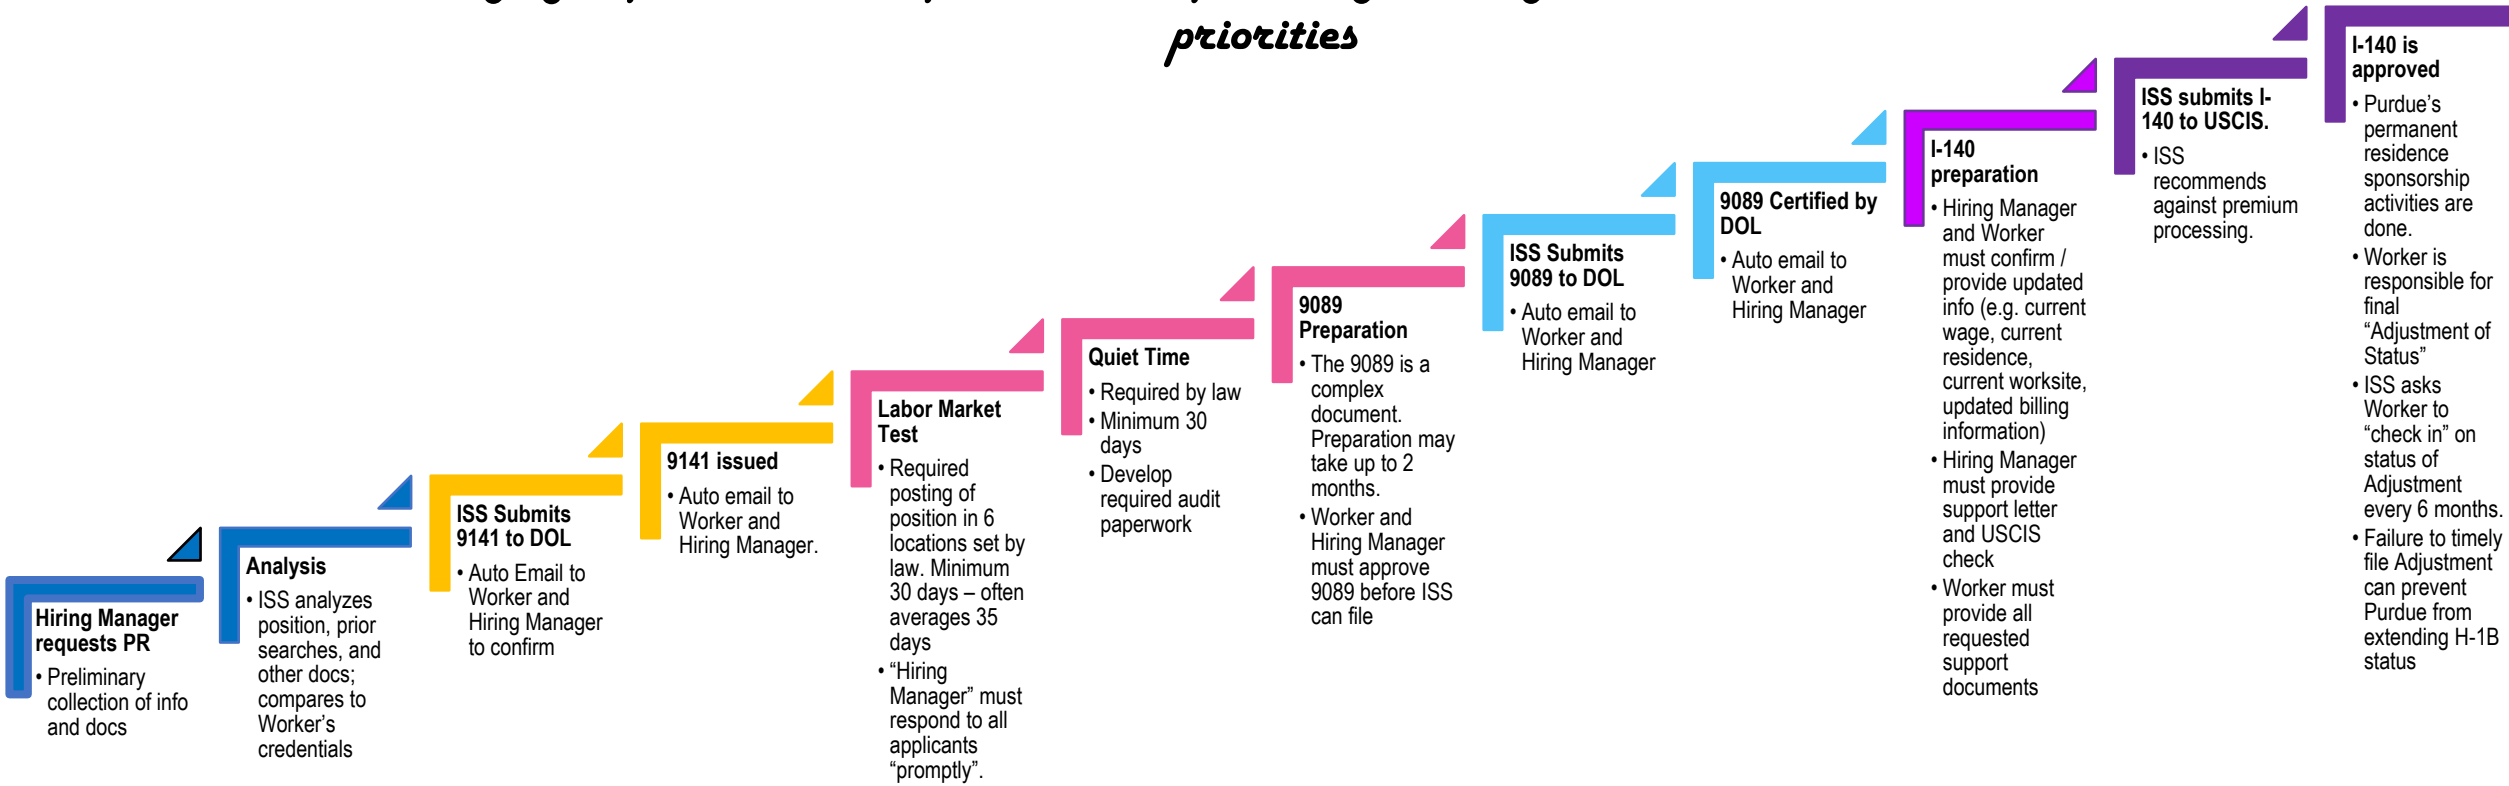 priorities
Hiring Manager
requests PR
• Preliminary
collection of info
and docs
Analysis
• ISS analyzes
position, prior
searches, and
other docs;
compares to
Worker's
credentials
ISS Submits
9141 to DOL
• Auto Email to
Worker and
Hiring Manager
to confirm
9141 issued
• Auto email to
Worker and
Hiring Manager.
Labor Market
Test
• Required
posting of
position in 6
locations set by
law. Minimum
30 days – often
averages 35
days
• "Hiring
Manager" must
respond to all
applicants
"promptly".
Quiet Time
• Required by law
• Minimum 30
days
• Develop
required audit
paperwork
9089
Preparation
• The 9089 is a
complex
document.
Preparation may
take up to 2
months.
• Worker and
Hiring Manager
must approve
9089 before ISS
can file
ISS Submits
9089 to DOL
• Auto email to
Worker and
Hiring Manager
9089 Certified by
DOL
• Auto email to
Worker and
Hiring Manager
I-140
preparation
• Hiring Manager
and Worker
must confirm /
provide updated
info (e.g. current
wage, current
residence,
current worksite,
updated billing
information)
• Hiring Manager
must provide
support letter
and USCIS
check
• Worker must
provide all
requested
support
documents
ISS submits I-
140 to USCIS.
• ISS
recommends
against premium
processing.
I-140 is
approved
• Purdue's
permanent
residence
sponsorship
activities are
done.
• Worker is
responsible for
final
"Adjustment of
Status"
• ISS asks
Worker to
"check in" on
status of
Adjustment
every 6 months.
• Failure to timely
file Adjustment
can prevent
Purdue from
extending H-1B
status